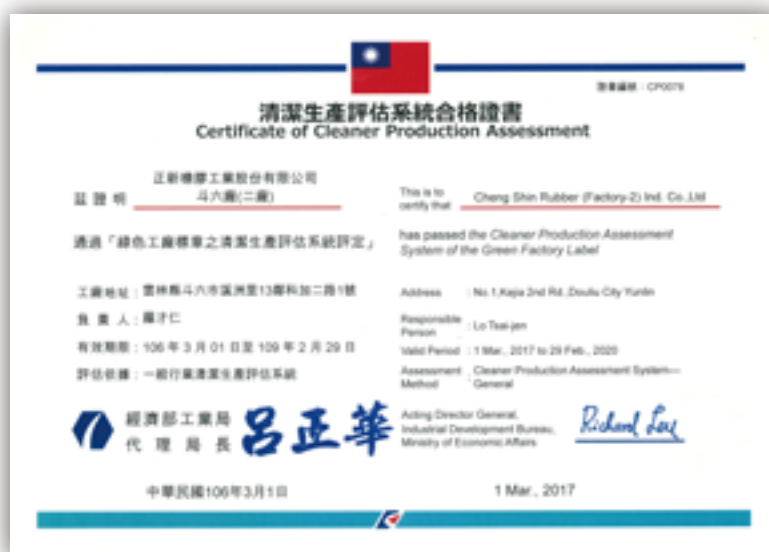 證書編號：CP0078
清潔生產評估系統合格證書
Certificate of Cleaner Production Assessment
正新橡膠工業股份有限公司
茲證明 斗六廠(二廠)
通過「綠色工廠標章之清潔生產評估系統評定」
工廠地址：雲林縣斗六市溪洲里13鄰科加二路1號
負責人：羅才仁
有效期限：106年3月01日至109年2月29日
評估依據：一般行業清潔生產評估系統
經濟部工業局
代理局長 呂正華
中華民國106年3月1日
This is to
certify that Cheng Shin Rubber (Factory-2) Ind. Co.,Ltd
has passed the Cleaner Production Assessment
System of the Green Factory Label
Address : No.1,Kejia 2nd Rd.,Douliu City Yunlin
Responsible
Person : Lo Tsai-jen
Valid Period : 1 Mar., 2017 to 29 Feb., 2020
Assessment : Cleaner Production Assessment System—
Method General
Acting Director General,
Industrial Development Bureau,
Ministry of Economic Affairs
1 Mar., 2017